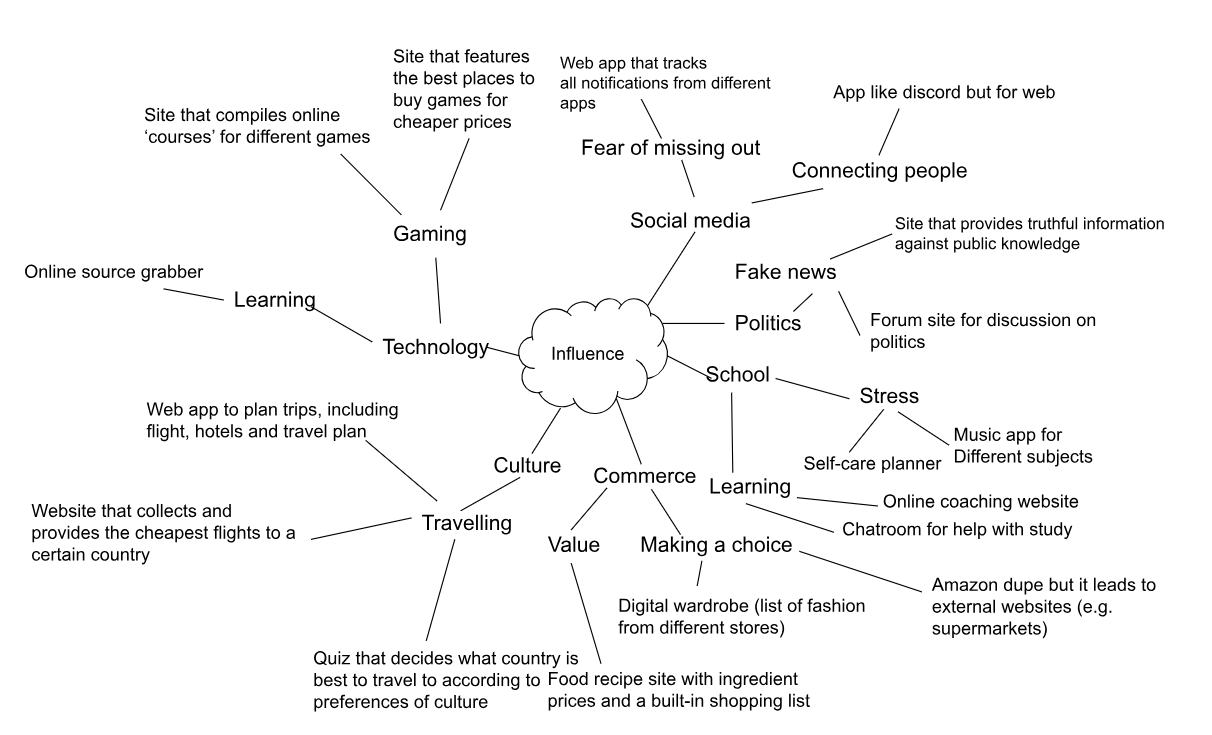 Site that features
the best places to
buy games for
cheaper prices
Web app that tracks
all notifications from different
apps
App like discord but for web
Site that compiles online
‘courses’ for different games
Fear of missing out
Connecting people
Social media
Gaming
Site that provides truthful information
against public knowledge
Online source grabber
Learning
Fake news
Technology
Influence
Politics
Forum site for discussion on
politics
School
Stress
Web app to plan trips, including
flight, hotels and travel plan
Music app for
Different subjects
Self-care planner
Culture
Commerce
Learning
Online coaching website
Chatroom for help with study
Website that collects and
provides the cheapest flights to a
certain country
Travelling
Value
Making a choice
Digital wardrobe (list of fashion
from different stores)
Amazon dupe but it leads to
external websites (e.g.
supermarkets)
Quiz that decides what country is
best to travel to according to
preferences of culture
Food recipe site with ingredient
prices and a built-in shopping list